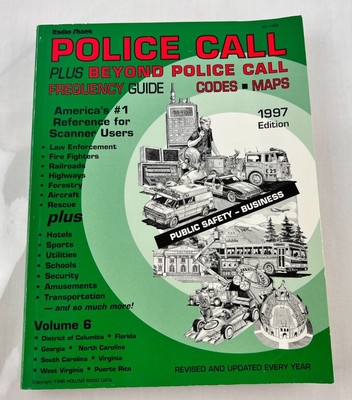 Radio Shack
POLICE CALL
PLUS BEYOND POLICE CALL
FREQUENCY GUIDE CODES ▪ MAPS
America's #1
Reference for
Scanner Users
1997
Edition
• Law Enforcement
• Fire Fighters
• Railroads
• Highways
• Forestry
• Aircraft
• Rescue
plus
• Hotels
• Sports
• Utilities
• Schools
• Security
• Amusements
• Transportation
— and so much more!
PUBLIC SAFETY – BUSINESS
Volume 6
• District of Columbia • Florida
• Georgia • North Carolina
• South Carolina • Virginia
• West Virginia • Puerto Rico
REVISED AND UPDATED EVERY YEAR